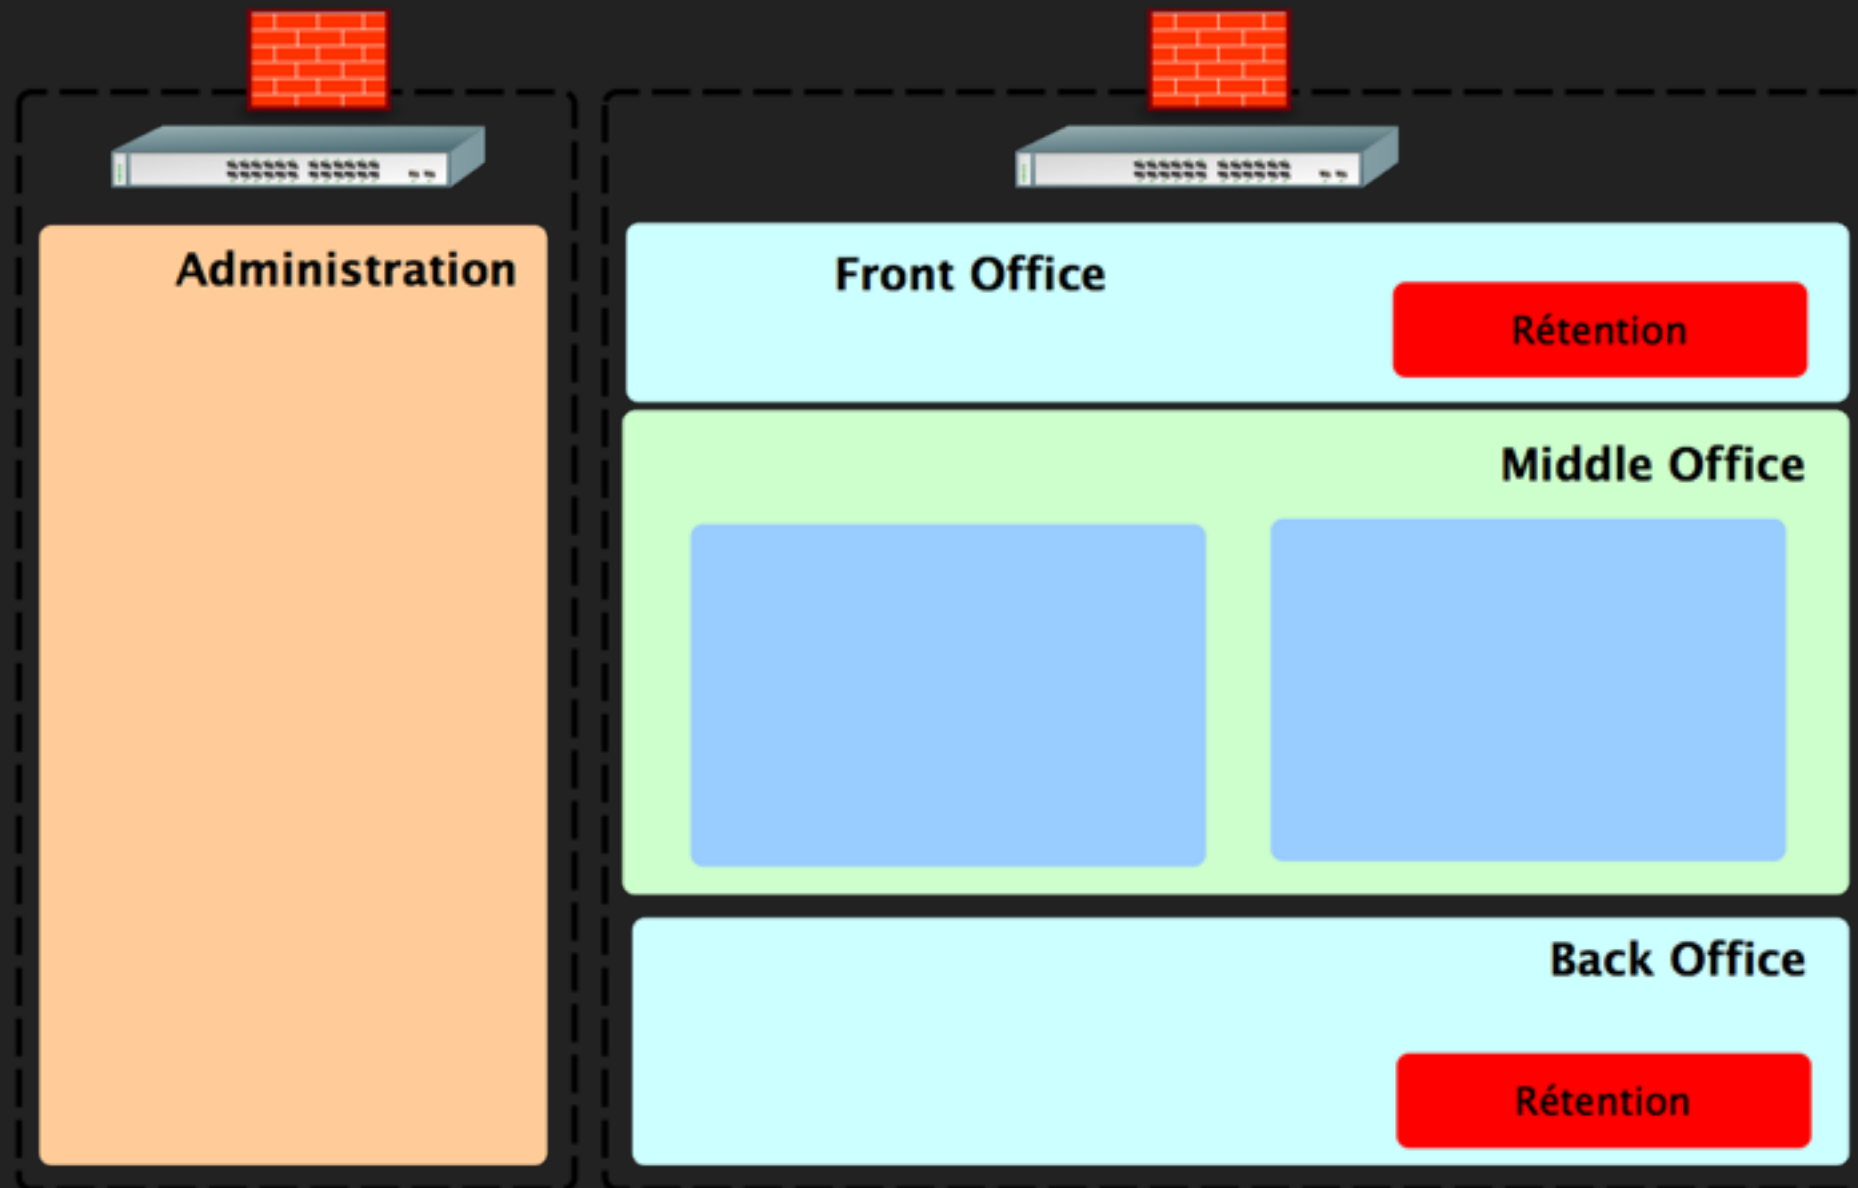 Administration
Front Office
Rétention
Middle Office
Back Office
Rétention